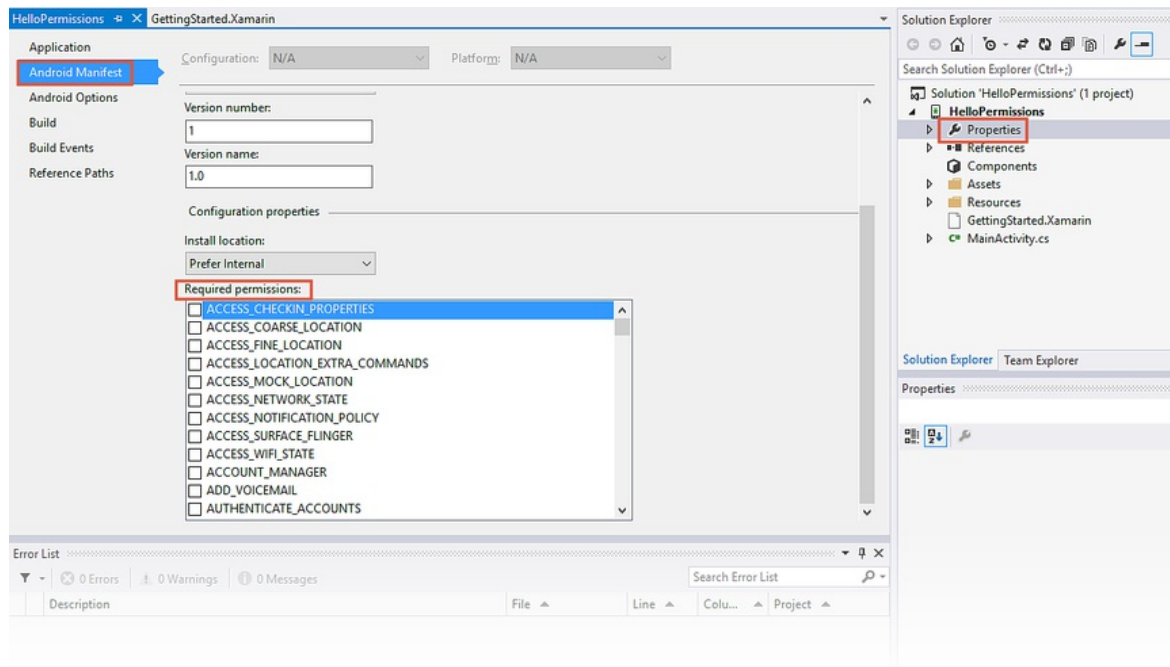 HelloPermissions
GettingStarted.Xamarin
Application
Android Manifest
Android Options
Build
Build Events
Reference Paths
Configuration: N/A Platform: N/A
Version number:
1
Version name:
1.0
Configuration properties
Install location:
Prefer Internal
Required permissions:
ACCESS_CHECKIN_PROPERTIES
ACCESS_COARSE_LOCATION
ACCESS_FINE_LOCATION
ACCESS_LOCATION_EXTRA_COMMANDS
ACCESS_MOCK_LOCATION
ACCESS_NETWORK_STATE
ACCESS_NOTIFICATION_POLICY
ACCESS_SURFACE_FLINGER
ACCESS_WIFI_STATE
ACCOUNT_MANAGER
ADD_VOICEMAIL
AUTHENTICATE_ACCOUNTS
Error List
0 Errors 0 Warnings 0 Messages Search Error List
Description File Line Colu... Project
Solution Explorer
Search Solution Explorer (Ctrl+;)
Solution 'HelloPermissions' (1 project)
HelloPermissions
Properties
References
Components
Assets
Resources
GettingStarted.Xamarin
C# MainActivity.cs
Solution Explorer Team Explorer
Properties